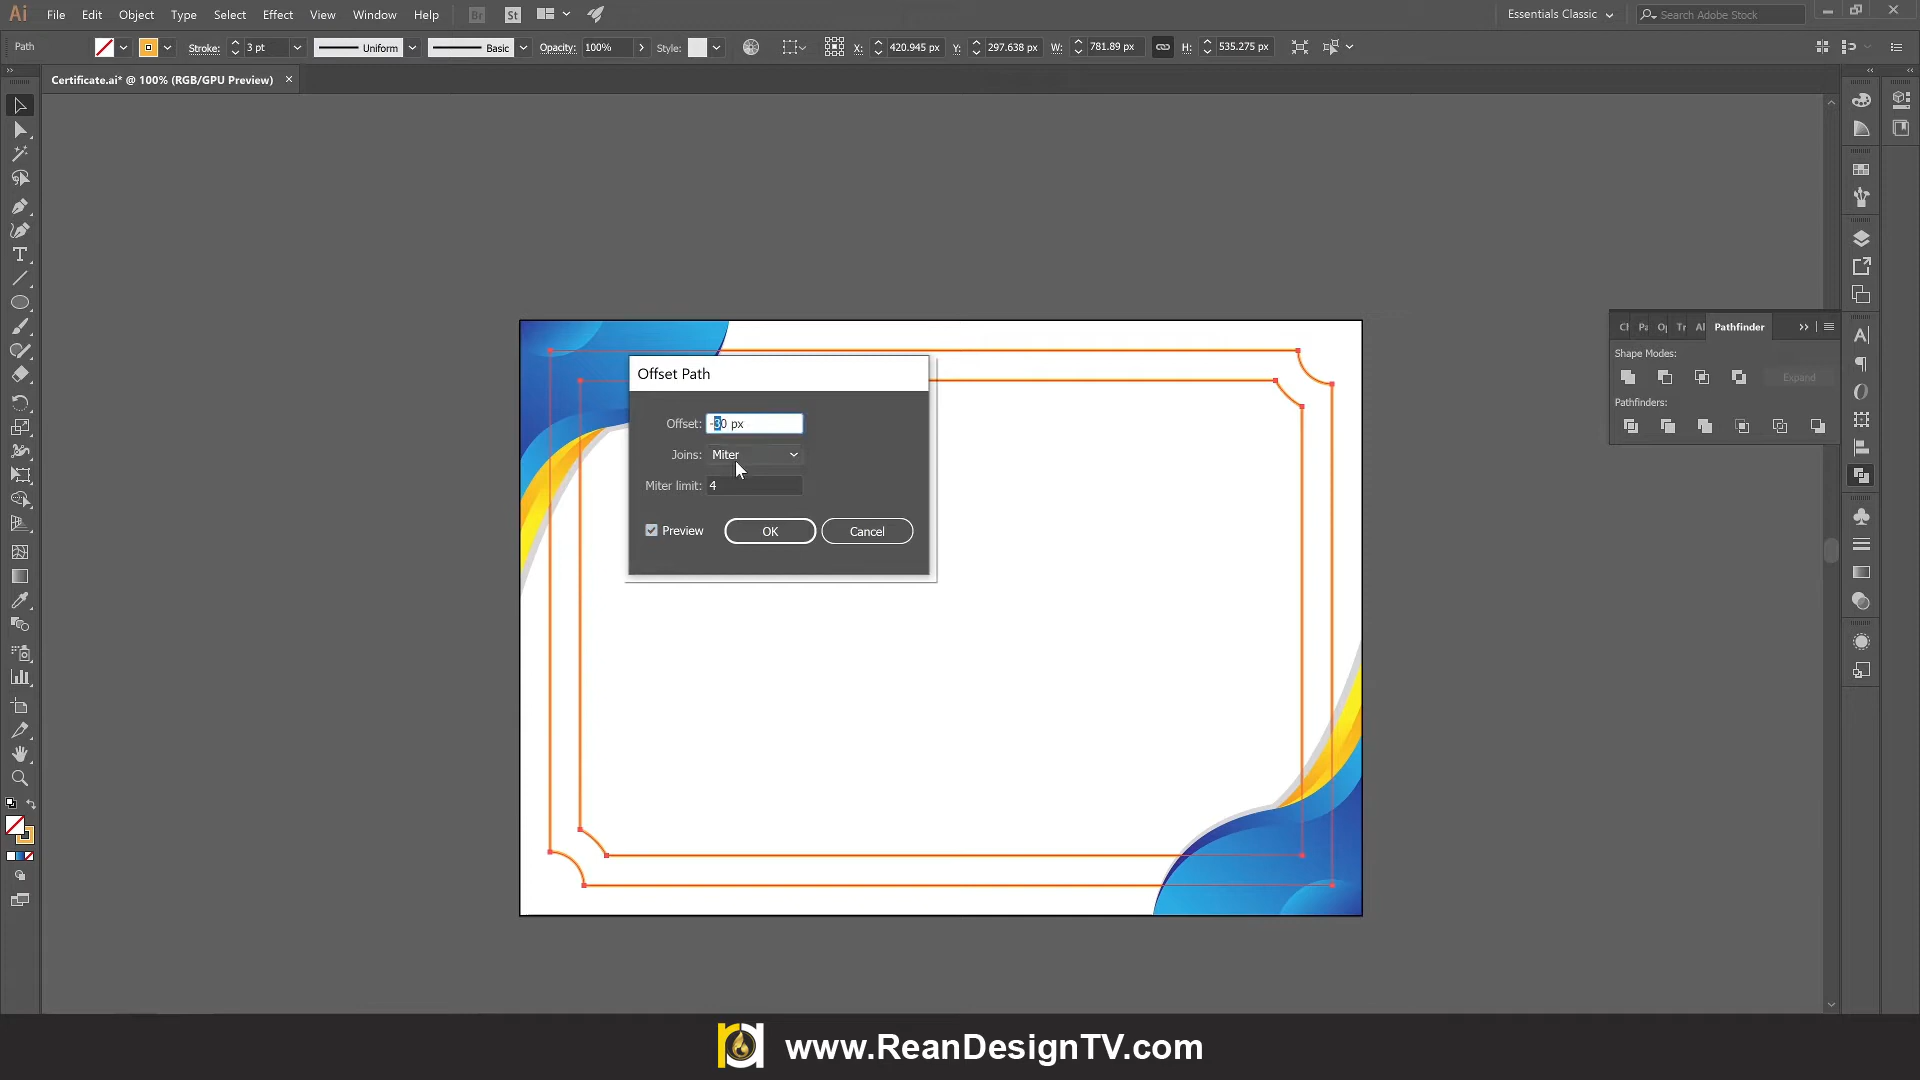 Ai File Edit Object Type Select Effect View Window Help Br St Essentials Classic Search Adobe Stock
Path Stroke: 3 pt Uniform Basic Opacity: 100% Style: X: 420.945 px Y: 297.638 px W: 781.89 px H: 535.275 px
Certificate.ai* @ 100% (RGB/GPU Preview) ×
Pathfinder
Shape Modes:
Expand
Pathfinders:
Offset Path
Offset: -30 px
Joins: Miter
Miter limit: 4
Preview OK Cancel
www.ReanDesignTV.com